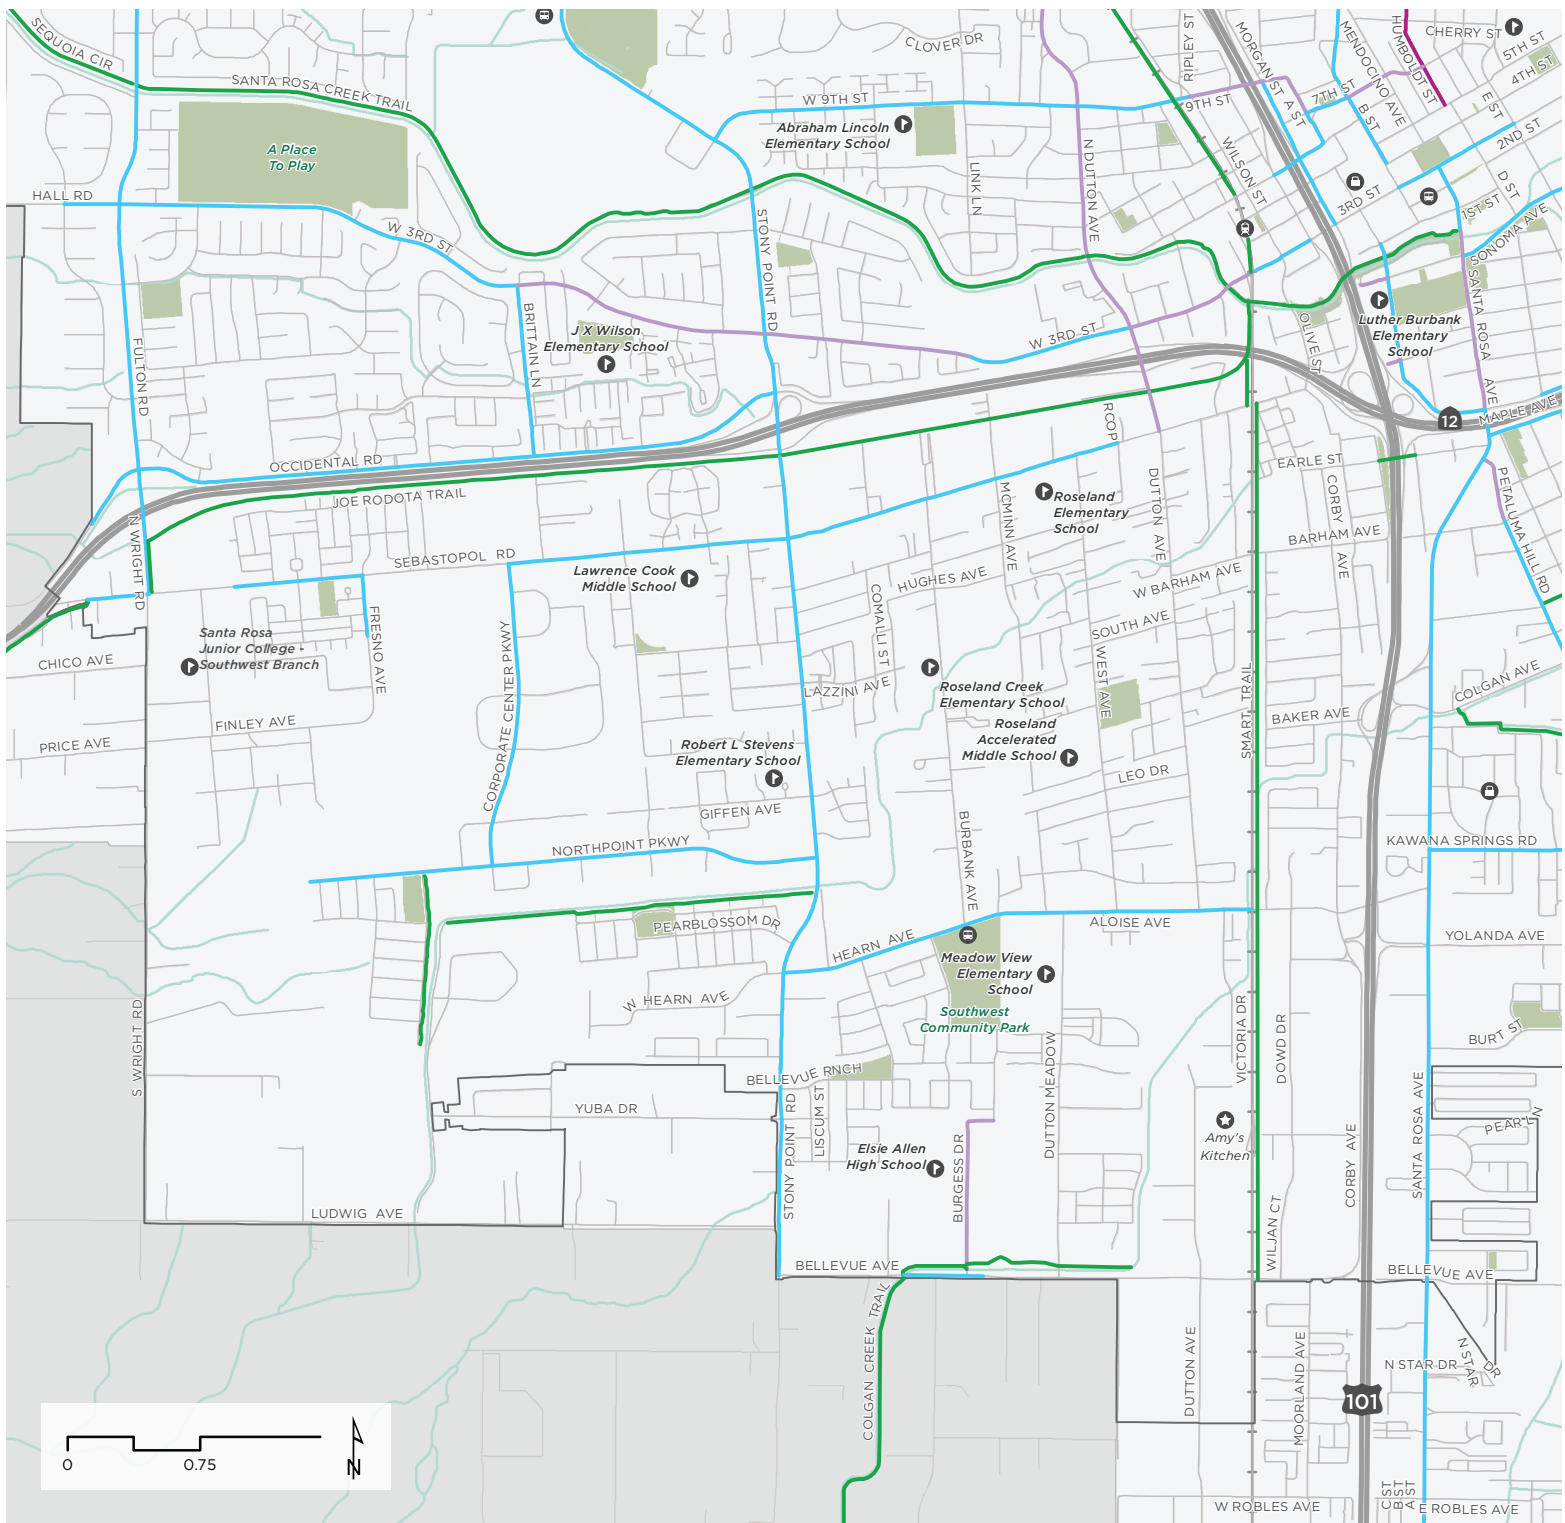 SEQUOIA CIR
SANTA ROSA CREEK TRAIL
CLOVER DR
RIPLEY ST
MORGAN ST
A ST
MENDOCINO AVE
HUMBOLDT ST
CHERRY ST
5TH ST
4TH ST
E ST
7TH ST
B ST
2ND ST
W 9TH ST
9TH ST
Abraham Lincoln
Elementary School
A Place
To Play
HALL RD
W 3RD ST
LINK LN
N DUTTON AVE
WILSON ST
3RD ST
D ST
1ST ST
SONOMA AVE
STONY POINT RD
FULTON RD
BRITTAIN LN
J X Wilson
Elementary School
W 3RD ST
OLIVE ST
Luther Burbank
Elementary
School
SANTA ROSA AVE
12
MAPLE AVE
RCOP
OCCIDENTAL RD
JOE RODOTA TRAIL
EARLE ST
CORBY AVE
PETALUMA HILL RD
N WRIGHT RD
SEBASTOPOL RD
Lawrence Cook
Middle School
MCMINN AVE
Roseland
Elementary
School
DUTTON AVE
BARHAM AVE
HUGHES AVE
W BARHAM AVE
COMALLI ST
SOUTH AVE
WEST AVE
Santa Rosa
Junior College -
Southwest Branch
FRESNO AVE
CHICO AVE
FINLEY AVE
PRICE AVE
CORPORATE CENTER PKWY
LAZZINI AVE
Roseland Creek
Elementary School
Roseland
Accelerated
Middle School
SMART TRAIL
BAKER AVE
COLGAN AVE
Robert L Stevens
Elementary School
LEO DR
GIFFEN AVE
BURBANK AVE
NORTHPOINT PKWY
KAWANA SPRINGS RD
PEARBLOSSOM DR
HEARN AVE
ALOISE AVE
YOLANDA AVE
Meadow View
Elementary
School
Southwest
Community Park
W HEARN AVE
S WRIGHT RD
VICTORIA DR
DOWD DR
BURT ST
BELLEVUE RNCH
DUTTON MEADOW
YUBA DR
STONY POINT RD
LISCUM ST
Elsie Allen
High School
BURGESS DR
Amy's
Kitchen
CORBY AVE
SANTA ROSA AVE
PEAR LN
LUDWIG AVE
WILJAN CT
BELLEVUE AVE
BELLEVUE AVE
COLGAN CREEK TRAIL
DUTTON AVE
MOORLAND AVE
N STAR DR
N STAR DR
101
0
0.75
N
C ST
B ST
A ST
W ROBLES AVE
E ROBLES AVE